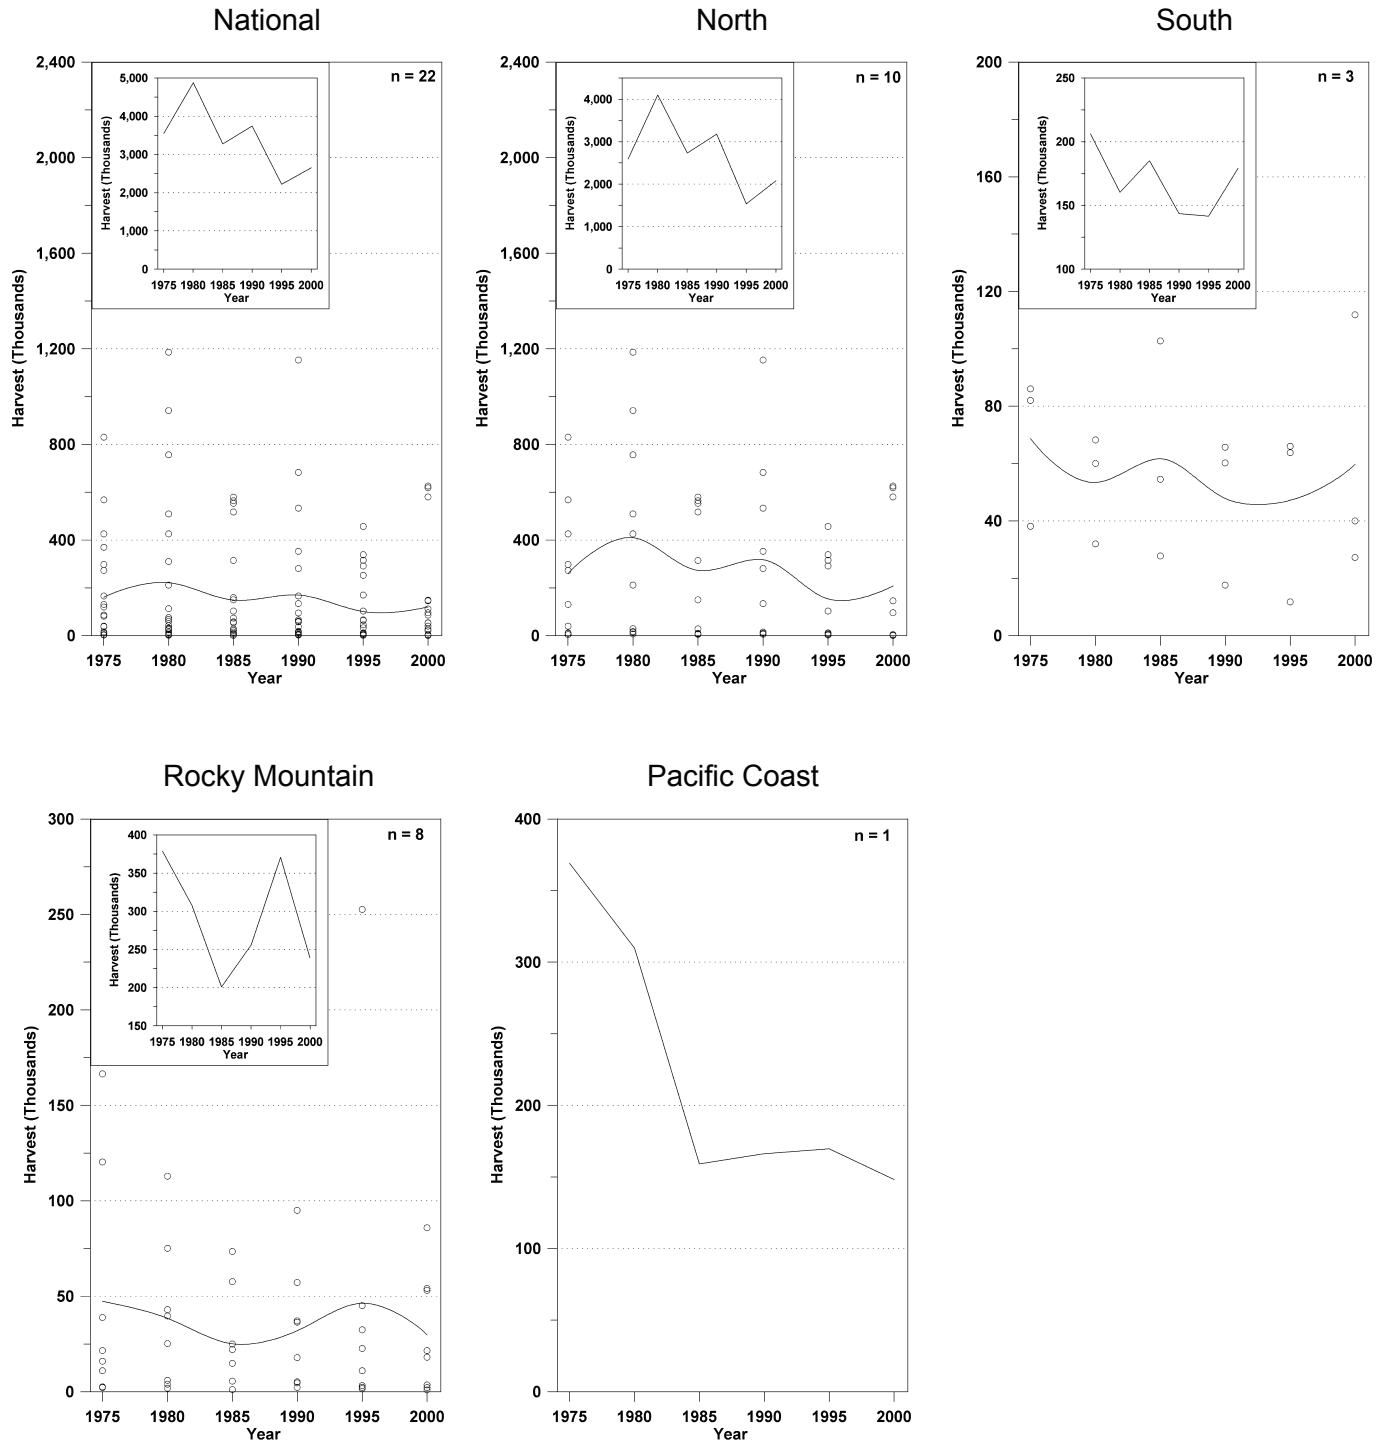 National
North
South
2,400
2,000
1,600
1,200
800
400
0
Harvest (Thousands)
1975 1980 1985 1990 1995 2000
Year
n = 22
5,000
4,000
3,000
2,000
1,000
0
Harvest (Thousands)
1975 1980 1985 1990 1995 2000
Year
2,400
2,000
1,600
1,200
800
400
0
Harvest (Thousands)
1975 1980 1985 1990 1995 2000
Year
n = 10
4,000
3,000
2,000
1,000
0
Harvest (Thousands)
1975 1980 1985 1990 1995 2000
Year
200
160
120
80
40
0
Harvest (Thousands)
1975 1980 1985 1990 1995 2000
Year
n = 3
250
200
150
100
Harvest (Thousands)
1975 1980 1985 1990 1995 2000
Year
Rocky Mountain
Pacific Coast
300
250
200
150
100
50
0
Harvest (Thousands)
1975 1980 1985 1990 1995 2000
Year
n = 8
400
350
300
250
200
150
Harvest (Thousands)
1975 1980 1985 1990 1995 2000
Year
400
300
200
100
0
Harvest (Thousands)
1975 1980 1985 1990 1995 2000
Year
n = 1